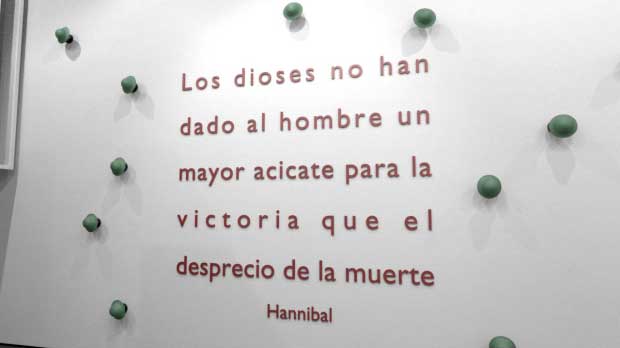 Los dioses no han
dado al hombre un
mayor acicate para la
victoria que el
desprecio de la muerte
Hannibal